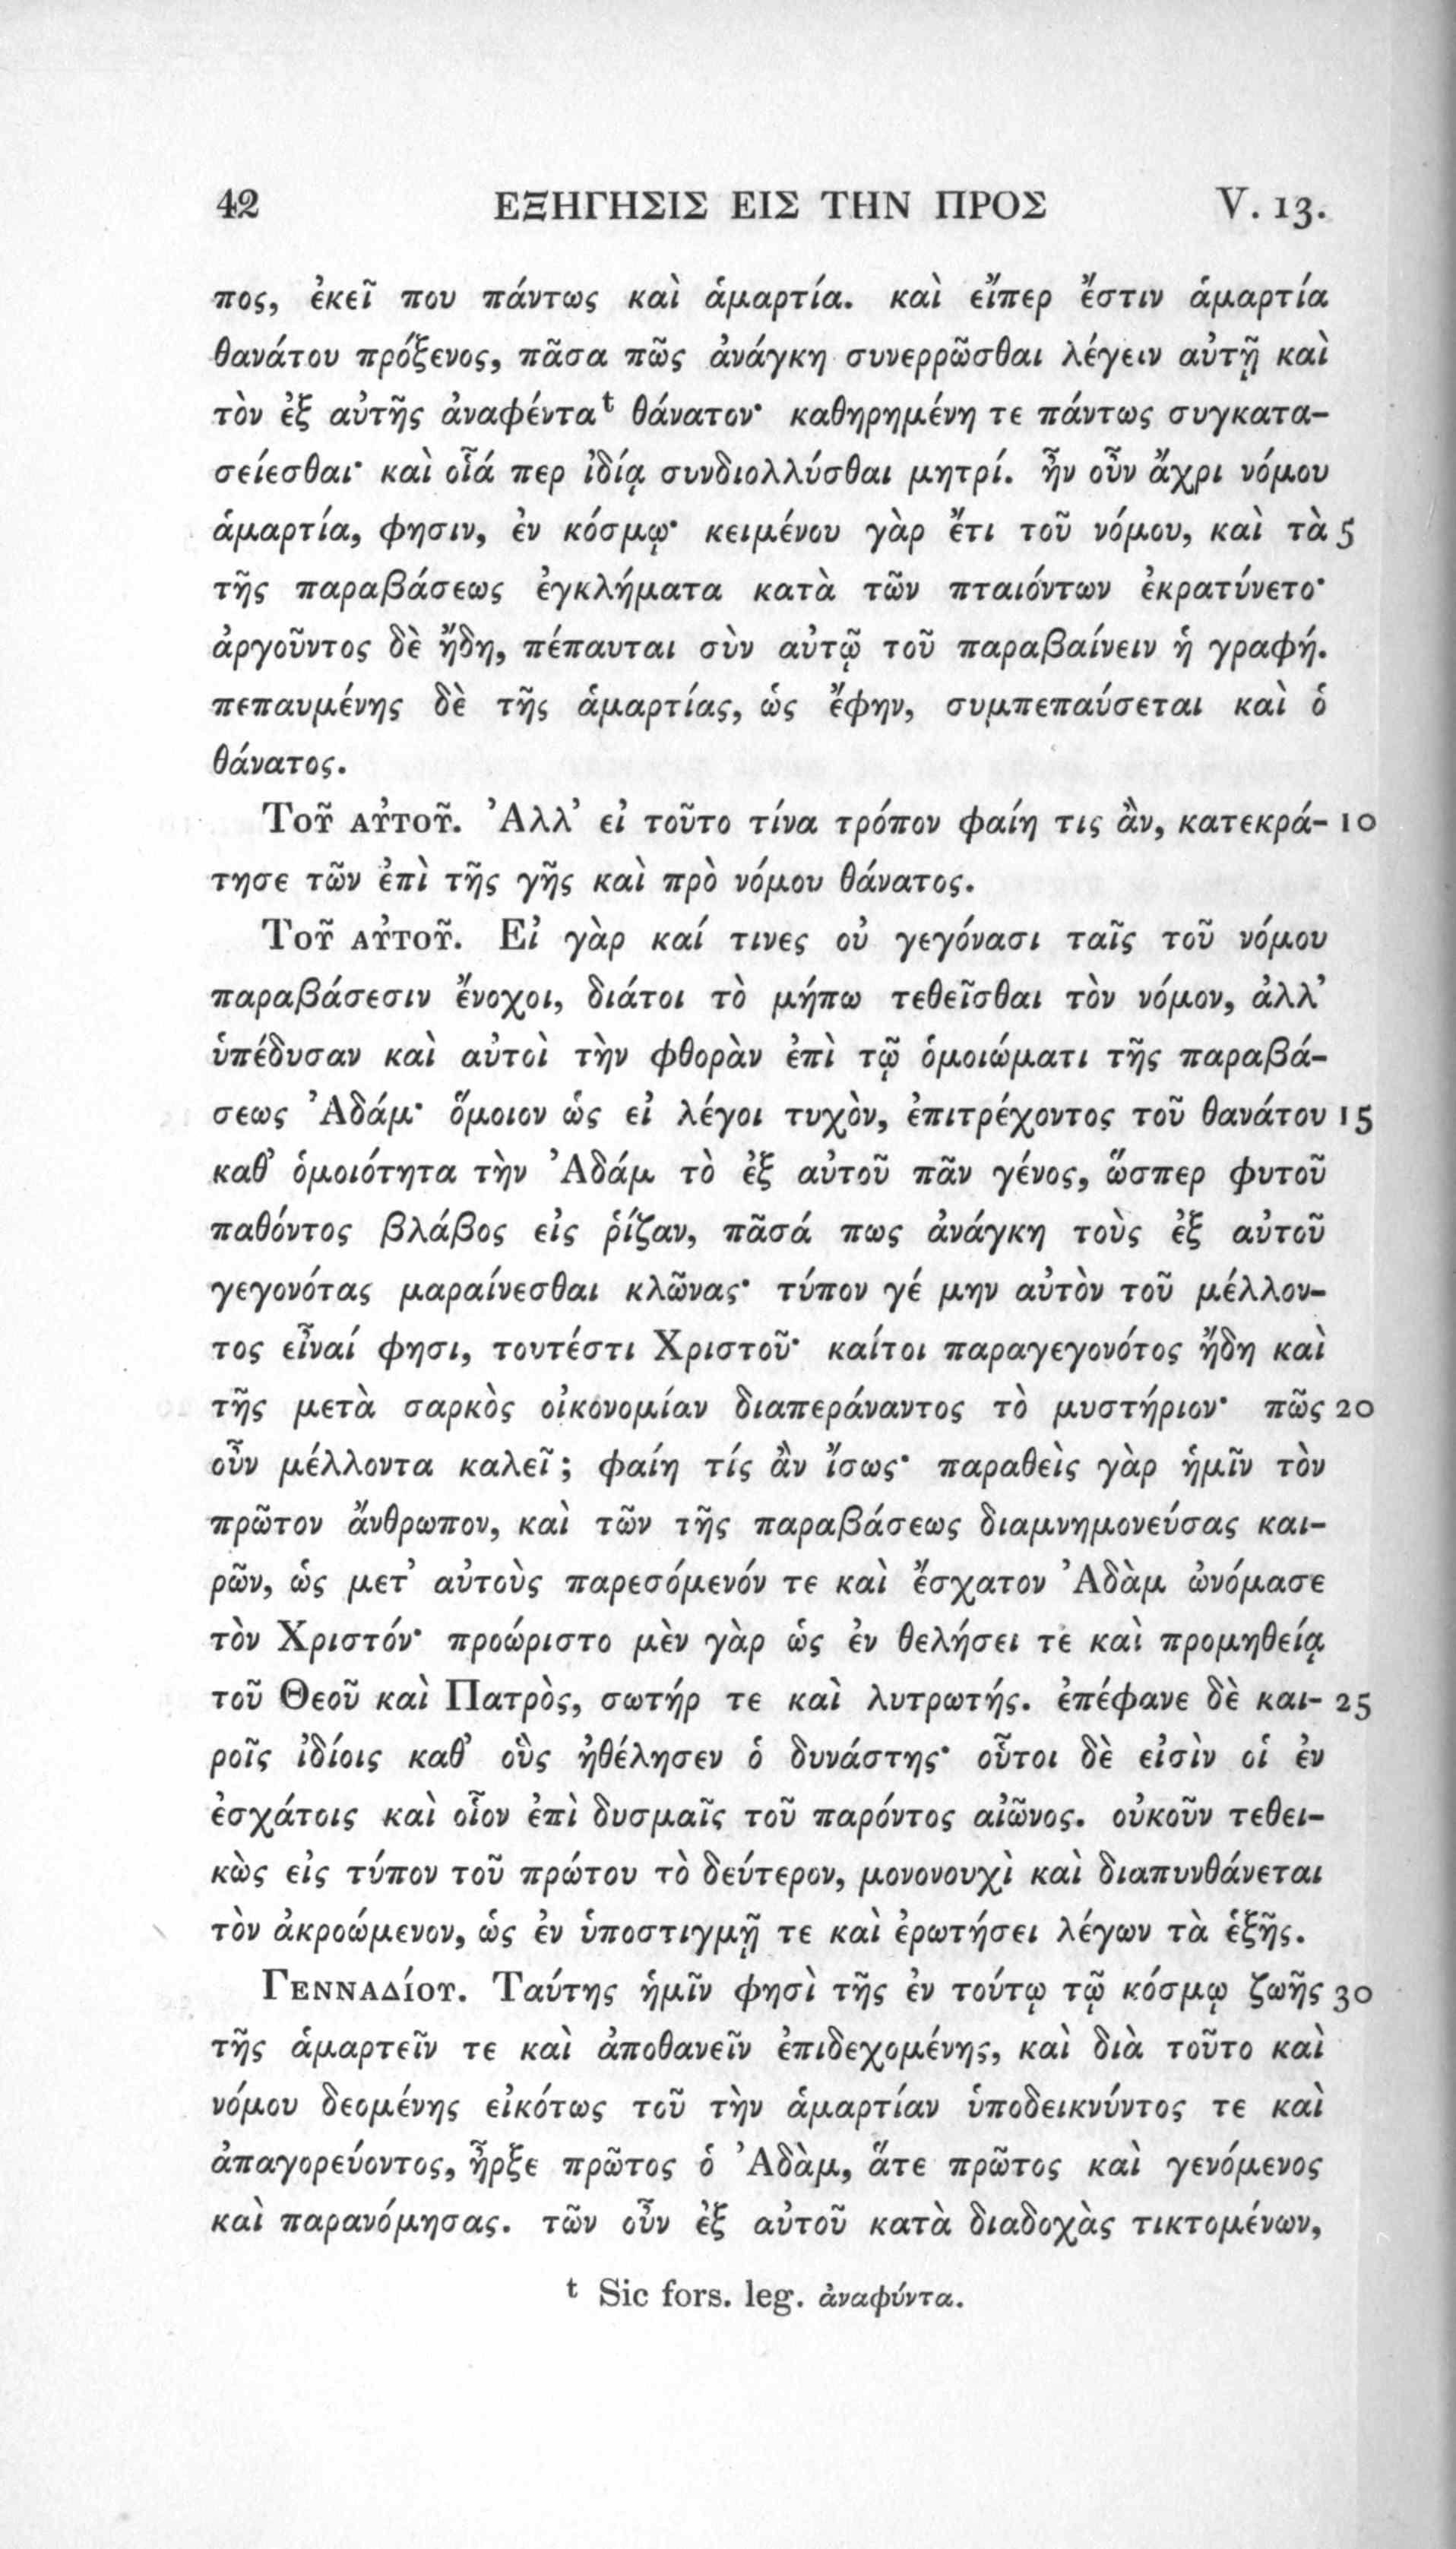 42 ΕΞΗΓΗΣΙΣ ΕΙΣ ΤΗΝ ΠΡΟΣ V. 13.
πος, ἐκεῖ που πάντως καὶ ἁμαρτία. καὶ εἴπερ ἔστιν ἁμαρτία
θανάτου πρόξενος, πᾶσα πῶς ἀνάγκη συνερρῶσθαι λέγειν αὐτῇ καὶ
τὸν ἐξ αὐτῆς ἀναφέντα t θάνατον· καθηρημένη τε πάντως συγκατα-
σείεσθαι· καὶ οἷά περ ἰδίᾳ συνδιολλύσθαι μητρί. ἦν οὖν ἄχρι νόμου
ἁμαρτία, φησιν, ἐν κόσμῳ· κειμένου γὰρ ἔτι τοῦ νόμου, καὶ τὰ 5
τῆς παραβάσεως ἐγκλήματα κατὰ τῶν πταιόντων ἐκρατύνετο·
ἀργοῦντος δὲ ἤδη, πέπαυται σὺν αὐτῷ τοῦ παραβαίνειν ἡ γραφή.
πεπαυμένης δὲ τῆς ἁμαρτίας, ὡς ἔφην, συμπεπαύσεται καὶ ὁ
θάνατος.
Τοῦ αὐτοῦ. Ἀλλ’ εἰ τοῦτο τίνα τρόπον φαίη τις ἂν, κατεκρά- 10
τησε τῶν ἐπὶ τῆς γῆς καὶ πρὸ νόμου θάνατος.
Τοῦ αὐτοῦ. Εἰ γὰρ καί τινες οὐ γεγόνασι ταῖς τοῦ νόμου
παραβάσεσιν ἔνοχοι, διάτοι τὸ μήπω τεθεῖσθαι τὸν νόμον, ἀλλ’
ὑπέδυσαν καὶ αὐτοὶ τὴν φθορὰν ἐπὶ τῷ ὁμοιώματι τῆς παραβά-
σεως Ἀδάμ· ὅμοιον ὡς εἰ λέγοι τυχὸν, ἐπιτρέχοντος τοῦ θανάτου 15
καθ’ ὁμοιότητα τὴν Ἀδάμ τὸ ἐξ αὐτοῦ πᾶν γένος, ὥσπερ φυτοῦ
παθόντος βλάβος εἰς ῥίζαν, πᾶσά πως ἀνάγκη τοὺς ἐξ αὐτοῦ
γεγονότας μαραίνεσθαι κλῶνας· τύπον γέ μην αὐτὸν τοῦ μέλλον-
τος εἶναί φησι, τουτέστι Χριστοῦ· καίτοι παραγεγονότος ἤδη καὶ
τῆς μετὰ σαρκὸς οἰκονομίαν διαπεράναντος τὸ μυστήριον· πῶς 20
οὖν μέλλοντα καλεῖ; φαίη τίς ἂν ἴσως· παραθεὶς γὰρ ἡμῖν τὸν
πρῶτον ἄνθρωπον, καὶ τῶν τῆς παραβάσεως διαμνημονεύσας και-
ρῶν, ὡς μετ’ αὐτοὺς παρεσόμενόν τε καὶ ἔσχατον Ἀδὰμ ὠνόμασε
τὸν Χριστόν· προώριστο μὲν γὰρ ὡς ἐν θελήσει τὲ καὶ προμηθείᾳ
τοῦ Θεοῦ καὶ Πατρὸς, σωτήρ τε καὶ λυτρωτής. ἐπέφανε δὲ και- 25
ροῖς ἰδίοις καθ’ οὓς ἠθέλησεν ὁ δυνάστης· οὗτοι δὲ εἰσὶν οἱ ἐν
ἐσχάτοις καὶ οἷον ἐπὶ δυσμαῖς τοῦ παρόντος αἰῶνος. οὐκοῦν τεθει-
κὼς εἰς τύπον τοῦ πρώτου τὸ δεύτερον, μονονουχὶ καὶ διαπυνθάνεται
τὸν ἀκροώμενον, ὡς ἐν ὑποστιγμῇ τε καὶ ἐρωτήσει λέγων τὰ ἑξῆς.
Γενναδίου. Ταύτης ἡμῖν φησὶ τῆς ἐν τούτῳ τῷ κόσμῳ ζωῆς 30
τῆς ἁμαρτεῖν τε καὶ ἀποθανεῖν ἐπιδεχομένης, καὶ διὰ τοῦτο καὶ
νόμου δεομένης εἰκότως τοῦ τὴν ἁμαρτίαν ὑποδεικνύντος τε καὶ
ἀπαγορεύοντος, ἦρξε πρῶτος ὁ Ἀδὰμ, ἅτε πρῶτος καὶ γενόμενος
καὶ παρανόμησας. τῶν οὖν ἐξ αὐτοῦ κατὰ διαδοχὰς τικτομένων,
t Sic fors. leg. ἀναφύντα.